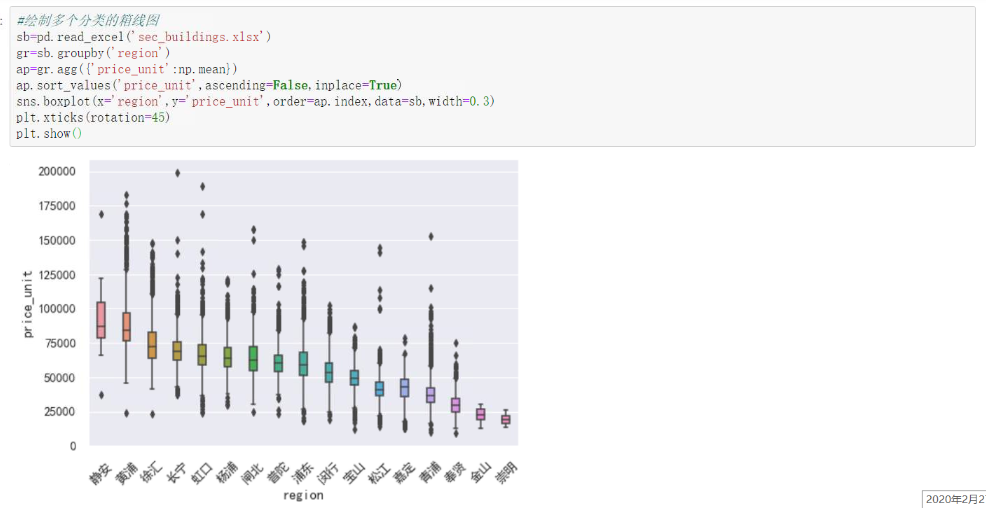 :
#绘制多个分类的箱线图
sb=pd.read_excel('sec_buildings.xlsx')
gr=sb.groupby('region')
ap=gr.agg({'price_unit':np.mean})
ap.sort_values('price_unit',ascending=False,inplace=True)
sns.boxplot(x='region',y='price_unit',order=ap.index,data=sb,width=0.3)
plt.xticks(rotation=45)
plt.show()
200000
175000
150000
125000
100000
75000
50000
25000
0
price_unit
静安 黄浦 徐汇 长宁 虹口 杨浦 闸北 普陀 浦东 闵行 宝山 松江 嘉定 青浦 奉贤 金山 崇明
region
2020年2月2